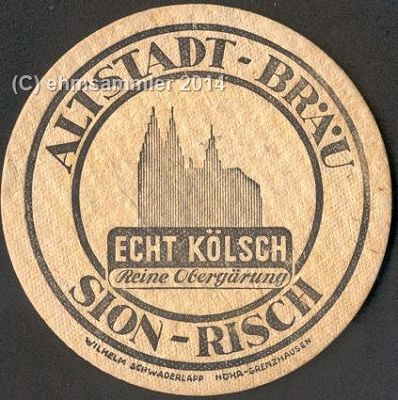 (C) ehmsammler 2014
ALTSTADT-BRÄU
ECHT KÖLSCH
Reine Obergärung
SION-RISCH
WILHELM SCHWADERLAPP HÖHR-GRENZHAUSEN